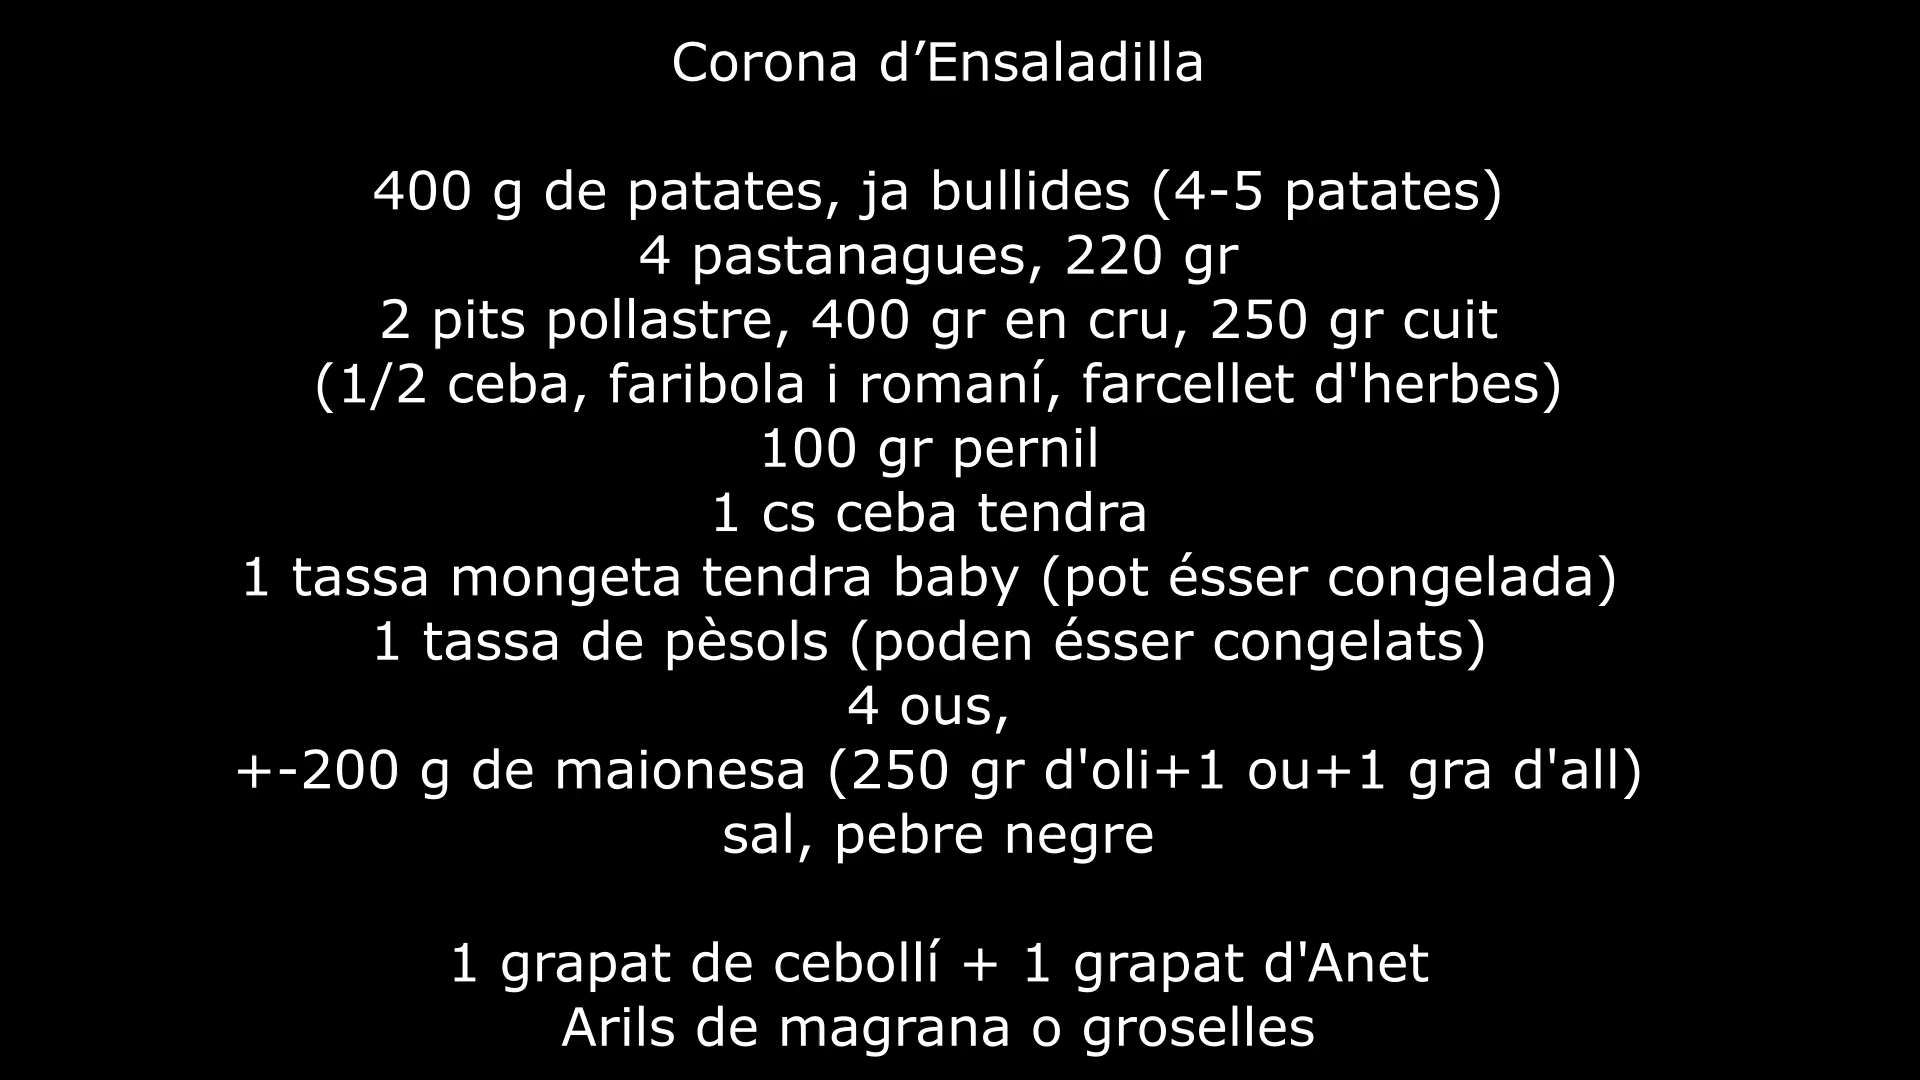 Corona d’Ensaladilla
400 g de patates, ja bullides (4-5 patates)
4 pastanagues, 220 gr
2 pits pollastre, 400 gr en cru, 250 gr cuit
(1/2 ceba, faribola i romaní, farcellet d'herbes)
100 gr pernil
1 cs ceba tendra
1 tassa mongeta tendra baby (pot ésser congelada)
1 tassa de pèsols (poden ésser congelats)
4 ous,
+-200 g de maionesa (250 gr d'oli+1 ou+1 gra d'all)
sal, pebre negre
1 grapat de cebollí + 1 grapat d'Anet
Arils de magrana o groselles